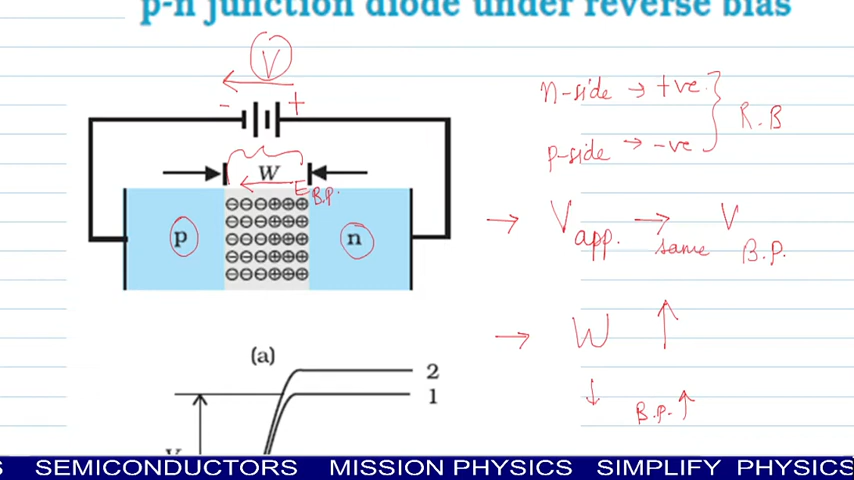 p-n junction diode under reverse bias
V
- +
n-side → +ve
R.B
p-side → -ve
W
E B.P.
p
n
→ V app. → same V B.P.
→ W ↑
↓ B.P. ↑
(a)
2
1
SEMICONDUCTORS MISSION PHYSICS SIMPLIFY PHYSICS